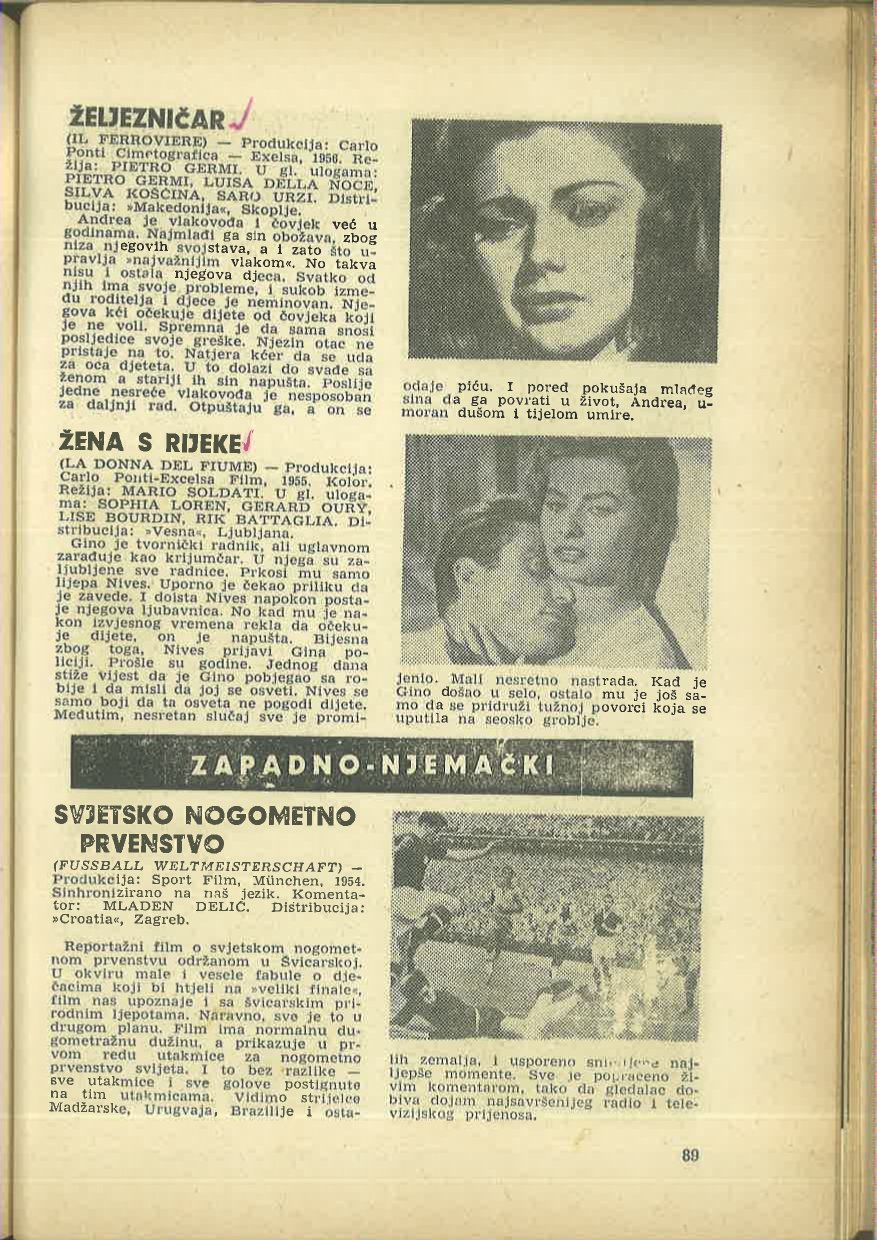 ŽELJEZNIČAR
(IL FERROVIERE) — Produkcija: Carlo
Ponti Cimetografica — Exelsa, 1956. Re-
žija: PIETRO GERMI. U gl. ulogama:
PIETRO GERMI, LUISA DELLA NOCE,
SILVA KOŠĆINA, SARO URZI. Distri-
bucija: »Makedonija«, Skoplje.
Andrea je vlakovođa i čovjek već u
godinama. Najmlađi ga sin obožava, zbog
niza njegovih svojstava, a i zato što u-
pravlja »najvažnijim vlakom«. No takva
nisu i ostala njegova djeca. Svatko od
njih ima svoje probleme, i sukob izme-
đu roditelja i djece je neminovan. Nje-
gova kći očekuje dijete od čovjeka koji
je ne voli. Spremna je da sama snosi
posljedice svoje greške. Njezin otac ne
pristaje na to. Natjera kćer da se uda
za oca djeteta. U to dolazi do svađe sa
ženom a stariji ih sin napušta. Poslije
jedne nesreće vlakovođa je nesposoban
za daljnji rad. Otpuštaju ga, a on se
odaje piću. I pored pokušaja mlađeg
sina da ga povrati u život, Andrea, u-
moran dušom i tijelom umire.
ŽENA S RIJEKE
(LA DONNA DEL FIUME) — Produkcija:
Carlo Ponti-Excelsa Film, 1955. Kolor.
Režija: MARIO SOLDATI. U gl. uloga-
ma: SOPHIA LOREN, GERARD OURY,
LISE BOURDIN, RIK BATTAGLIA. Di-
stribucija: »Vesna«, Ljubljana.
Gino je tvornički radnik, ali uglavnom
zarađuje kao krijumčar. U njega su za-
ljubljene sve radnice. Prkosi mu samo
lijepa Nives. Uporno je čekao priliku da
je zavede. I doista Nives napokon posta-
je njegova ljubavnica. No kad mu je na-
kon izvjesnog vremena rekla da očeku-
je dijete, on je napušta. Bijesna
zbog toga, Nives prijavi Gina po-
liciji. Prošle su godine. Jednog dana
stiže vijest da je Gino pobjegao sa ro-
bije i da misli da joj se osveti. Nives se
samo boji da ta osveta ne pogodi dijete.
Međutim, nesretan slučaj sve je promi-
jenio. Mali nesretno nastrada. Kad je
Gino došao u selo, ostalo mu je još sa-
mo da se pridruži tužnoj povorci koja se
uputila na seosko groblje.
ZAPADNO-NJEMAČKI
SVJETSKO NOGOMETNO
PRVENSTVO
(FUSSBALL WELTMEISTERSCHAFT) —
Produkcija: Sport Film, München, 1954.
Sinhronizirano na naš jezik. Komenta-
tor: MLADEN DELIĆ. Distribucija:
»Croatia«, Zagreb.
Reportažni film o svjetskom nogomet-
nom prvenstvu održanom u Švicarskoj.
U okviru male i vesele fabule o dje-
čacima koji bi htjeli na »veliki finale«,
film nas upoznaje i sa švicarskim pri-
rodnim ljepotama. Naravno, sve je to u
drugom planu. Film ima normalnu du-
gometražnu dužinu, a prikazuje u pr-
vom redu utakmice za nogometno
prvenstvo svijeta. I to bez razlike —
sve utakmice i sve golove postignute
na tim utakmicama. Vidimo strijelce
Madžarske, Urugvaja, Brazilije i osta-
lih zemalja, i usporeno naj-
ljepše momente. Sve je popraćeno ži-
vim komentarom, tako da gledalac do-
biva dojam najsavršenijeg radio i tele-
vizijskog prijenosa.
89